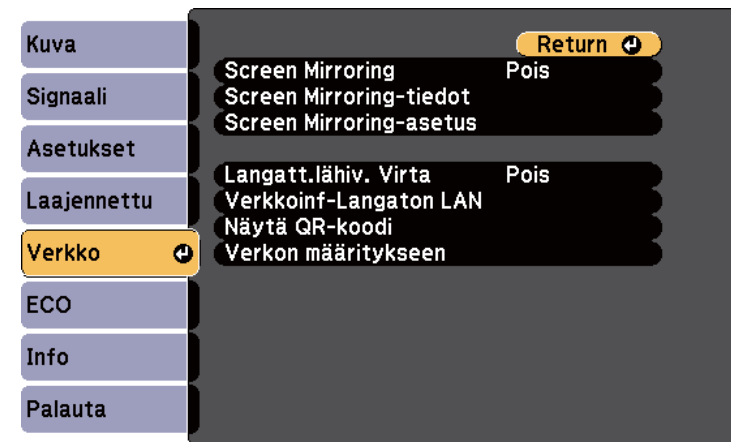 Kuva
Signaali
Asetukset
Laajennettu
Verkko
ECO
Info
Palauta
Return
Screen Mirroring Pois
Screen Mirroring-tiedot
Screen Mirroring-asetus
Langatt.lähiv. Virta Pois
Verkkoinf-Langaton LAN
Näytä QR-koodi
Verkon määritykseen